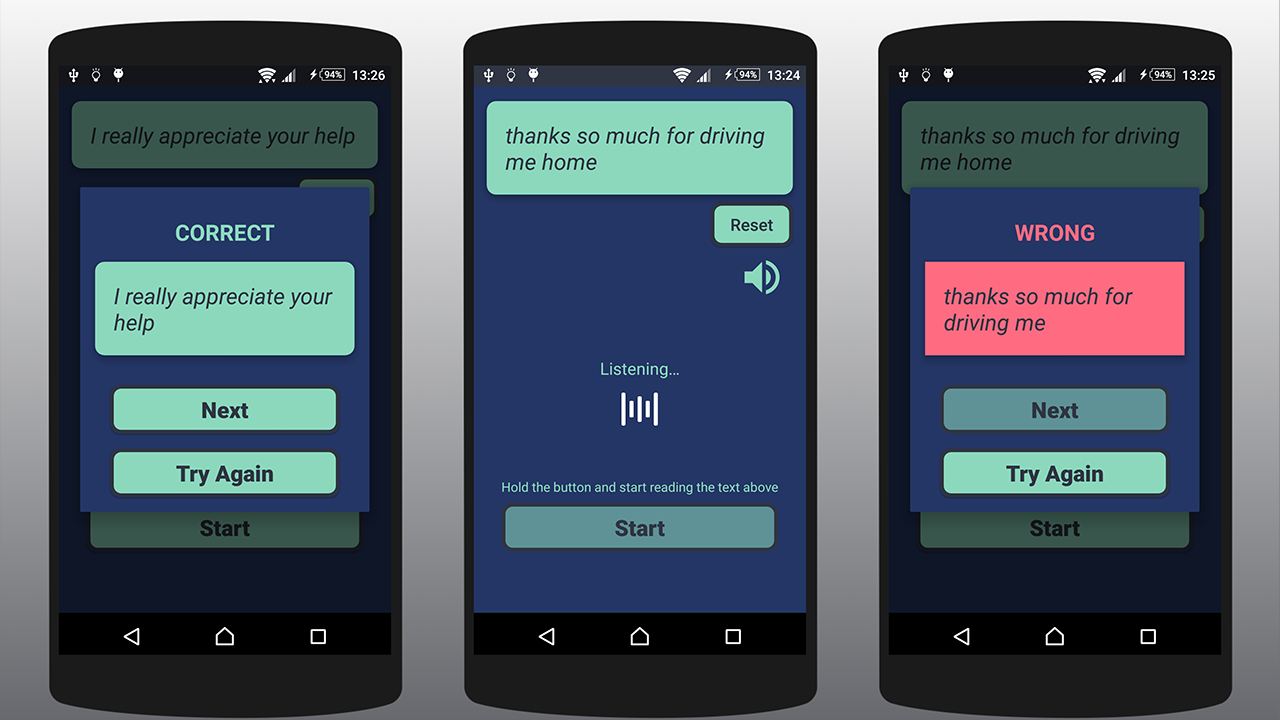 94% 13:26
I really appreciate your help
CORRECT
I really appreciate your
help
Next
Try Again
Start
94% 13:24
thanks so much for driving
me home
Reset
Listening...
Hold the button and start reading the text above
Start
94% 13:25
thanks so much for driving
me home
WRONG
thanks so much for
driving me
Next
Try Again
Start